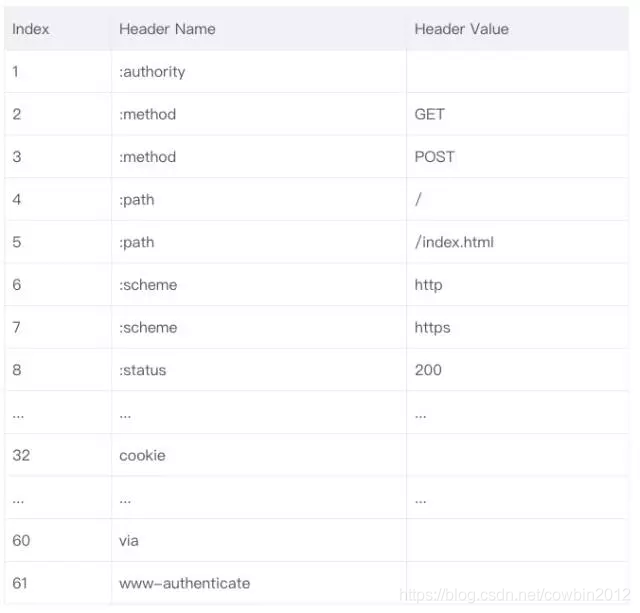 Index Header Name Header Value
1 :authority
2 :method GET
3 :method POST
4 :path /
5 :path /index.html
6 :scheme http
7 :scheme https
8 :status 200
... ... ...
32 cookie
... ... ...
60 via
61 www-authenticate
https://blog.csdn.net/cowbin2012